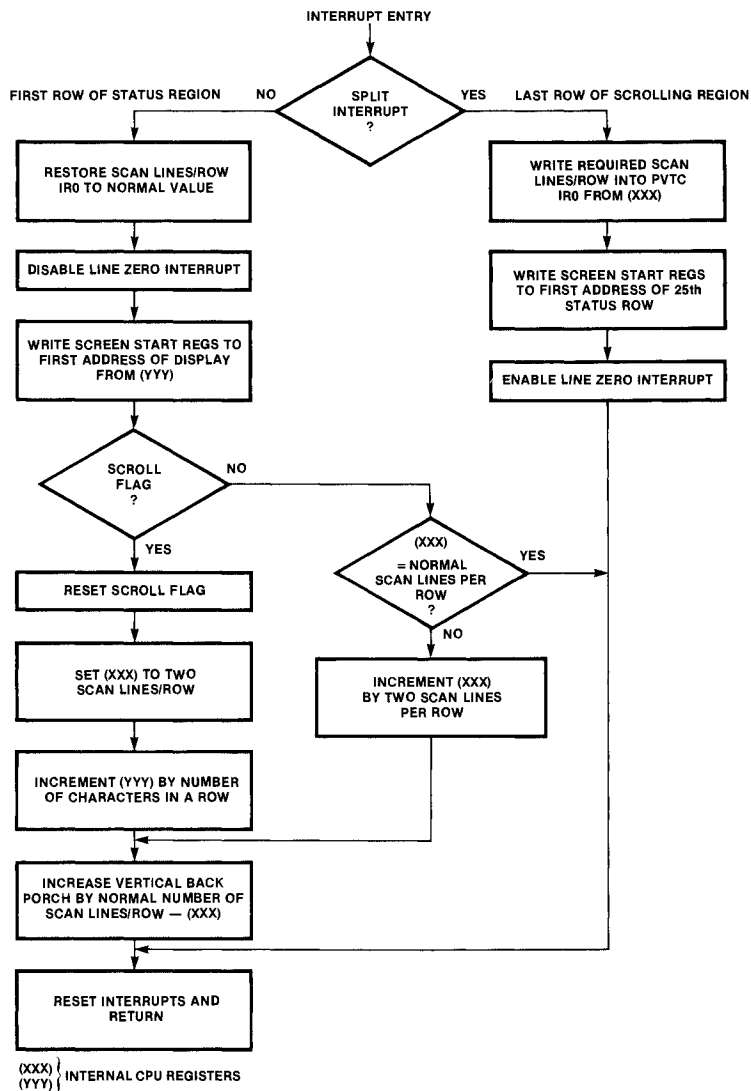 INTERRUPT ENTRY
FIRST ROW OF STATUS REGION
NO
SPLIT
INTERRUPT
?
YES
LAST ROW OF SCROLLING REGION
RESTORE SCAN LINES/ROW
IR0 TO NORMAL VALUE
DISABLE LINE ZERO INTERRUPT
WRITE SCREEN START REGS TO
FIRST ADDRESS OF DISPLAY
FROM (YYY)
WRITE REQUIRED SCAN
LINES/ROW INTO PVTC
IR0 FROM (XXX)
WRITE SCREEN START REGS
TO FIRST ADDRESS OF 25th
STATUS ROW
ENABLE LINE ZERO INTERRUPT
SCROLL
FLAG
?
NO
YES
(XXX)
= NORMAL
SCAN LINES PER
ROW
?
YES
NO
RESET SCROLL FLAG
SET (XXX) TO TWO
SCAN LINES/ROW
INCREMENT (XXX)
BY TWO SCAN LINES
PER ROW
INCREMENT (YYY) BY NUMBER
OF CHARACTERS IN A ROW
INCREASE VERTICAL BACK
PORCH BY NORMAL NUMBER OF
SCAN LINES/ROW — (XXX)
RESET INTERRUPTS AND
RETURN
(XXX)
(YYY)
INTERNAL CPU REGISTERS